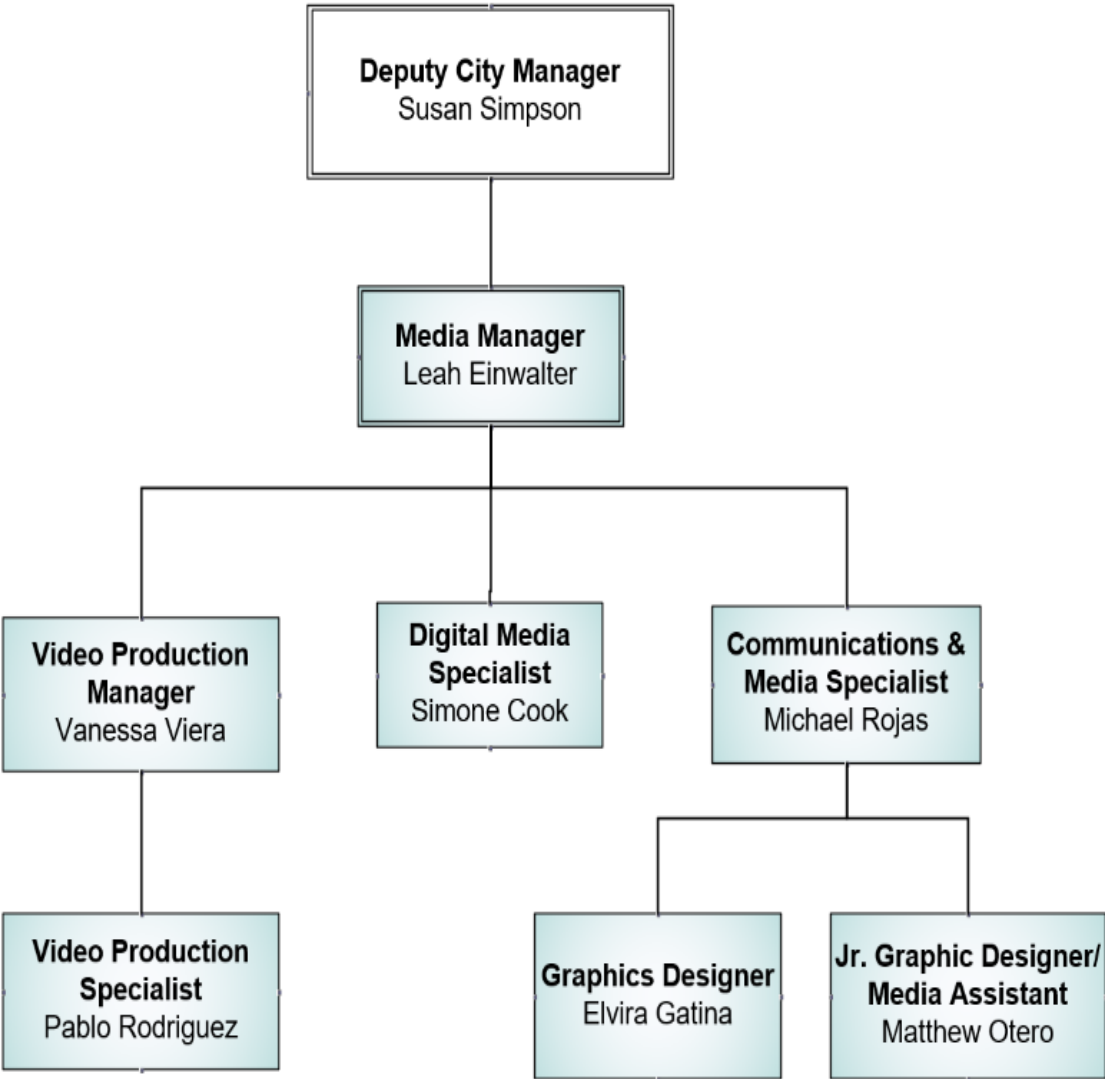 Deputy City Manager
Susan Simpson
Media Manager
Leah Einwalter
Video Production
Manager
Vanessa Viera
Digital Media
Specialist
Simone Cook
Communications &
Media Specialist
Michael Rojas
Video Production
Specialist
Pablo Rodriguez
Graphics Designer
Elvira Gatina
Jr. Graphic Designer/
Media Assistant
Matthew Otero